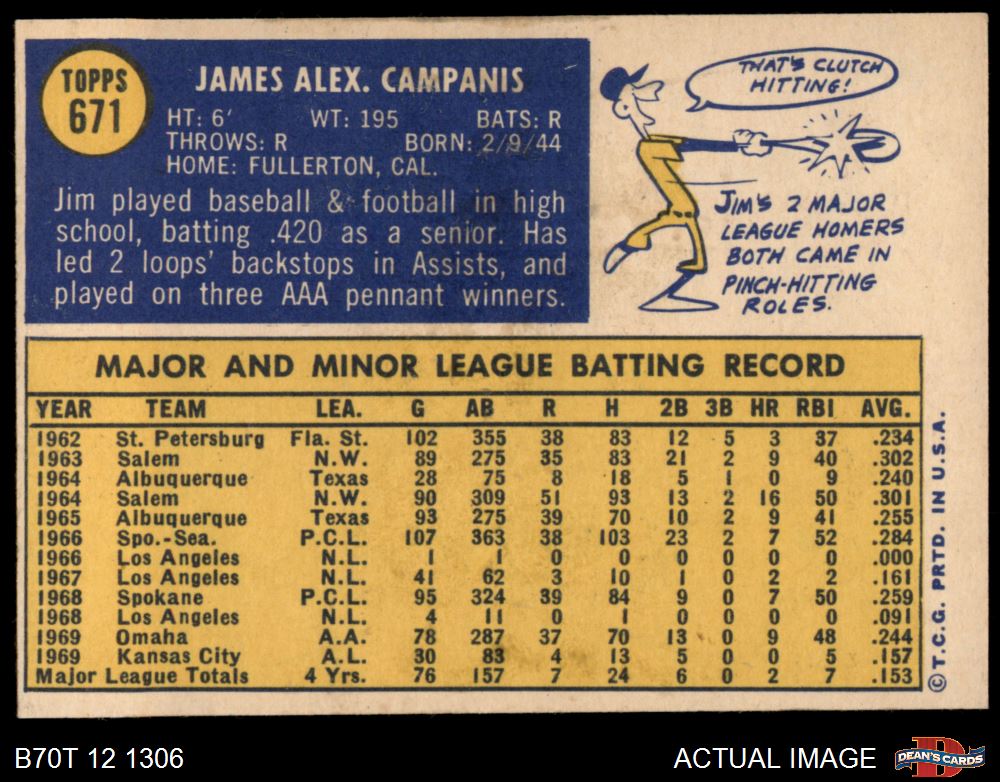 TOPPS
671
JAMES ALEX. CAMPANIS
HT: 6' WT: 195 BATS: R
THROWS: R BORN: 2/9/44
HOME: FULLERTON, CAL.
Jim played baseball & football in high
school, batting .420 as a senior. Has
led 2 loops' backstops in Assists, and
played on three AAA pennant winners.
THAT'S CLUTCH
HITTING!
JIM'S 2 MAJOR
LEAGUE HOMERS
BOTH CAME IN
PINCH-HITTING
ROLES.
MAJOR AND MINOR LEAGUE BATTING RECORD
YEAR TEAM LEA. G AB R H 2B 3B HR RBI AVG.
1962 St. Petersburg Fla. St. 102 355 38 83 12 5 3 37 .234
1963 Salem N.W. 89 275 35 83 21 2 9 40 .302
1964 Albuquerque Texas 28 75 8 18 5 1 0 9 .240
1964 Salem N.W. 90 309 51 93 13 2 16 50 .301
1965 Albuquerque Texas 93 275 39 70 10 2 9 41 .255
1966 Spo.-Sea. P.C.L. 107 363 38 103 23 2 7 52 .284
1966 Los Angeles N.L. 1 1 0 0 0 0 0 0 .000
1967 Los Angeles N.L. 41 62 3 10 1 0 2 2 .161
1968 Spokane P.C.L. 95 324 39 84 9 0 7 50 .259
1968 Los Angeles N.L. 4 11 0 1 0 0 0 0 .091
1969 Omaha A.A. 78 287 37 70 13 0 9 48 .244
1969 Kansas City A.L. 30 83 4 13 5 0 0 5 .157
Major League Totals 4 Yrs. 76 157 7 24 6 0 2 7 .153
© T.C.G. PRTD. IN U.S.A.
B70T 12 1306
ACTUAL IMAGE
D
DEAN'S CARDS